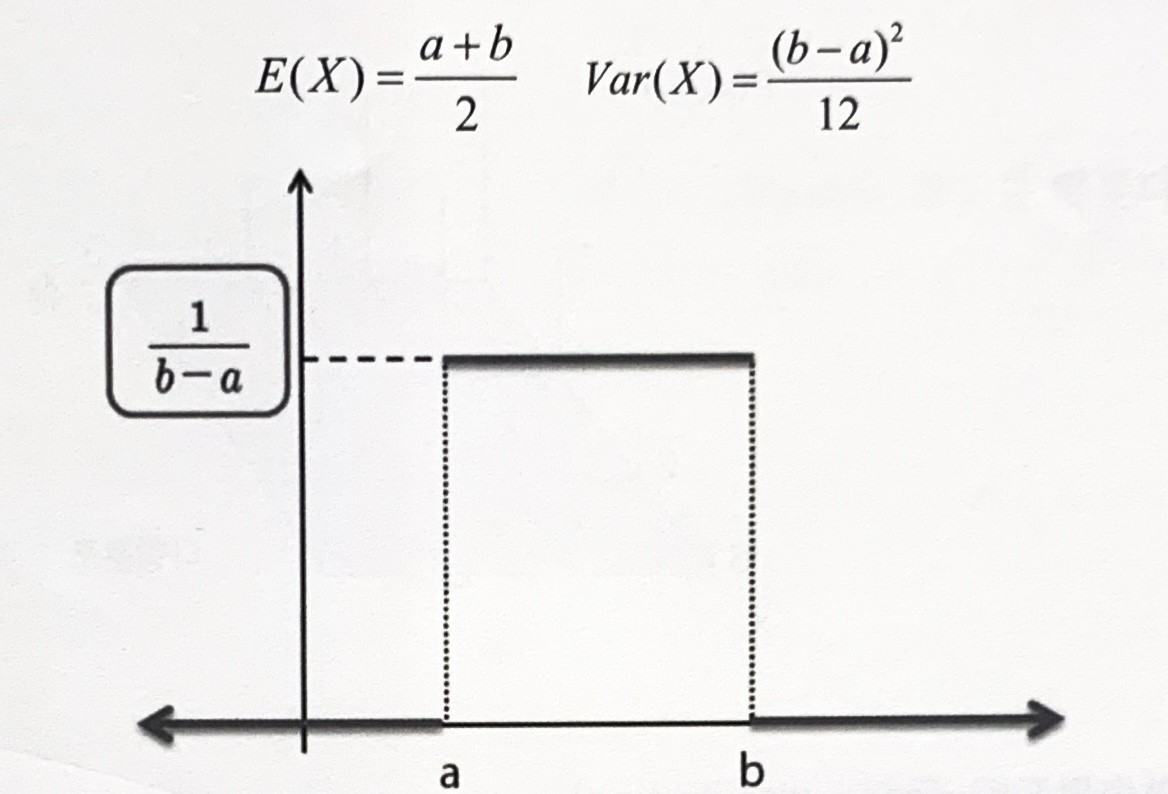 E(X) = (a + b)/2    Var(X) = (b − a)²/12
1/(b − a)
a    b